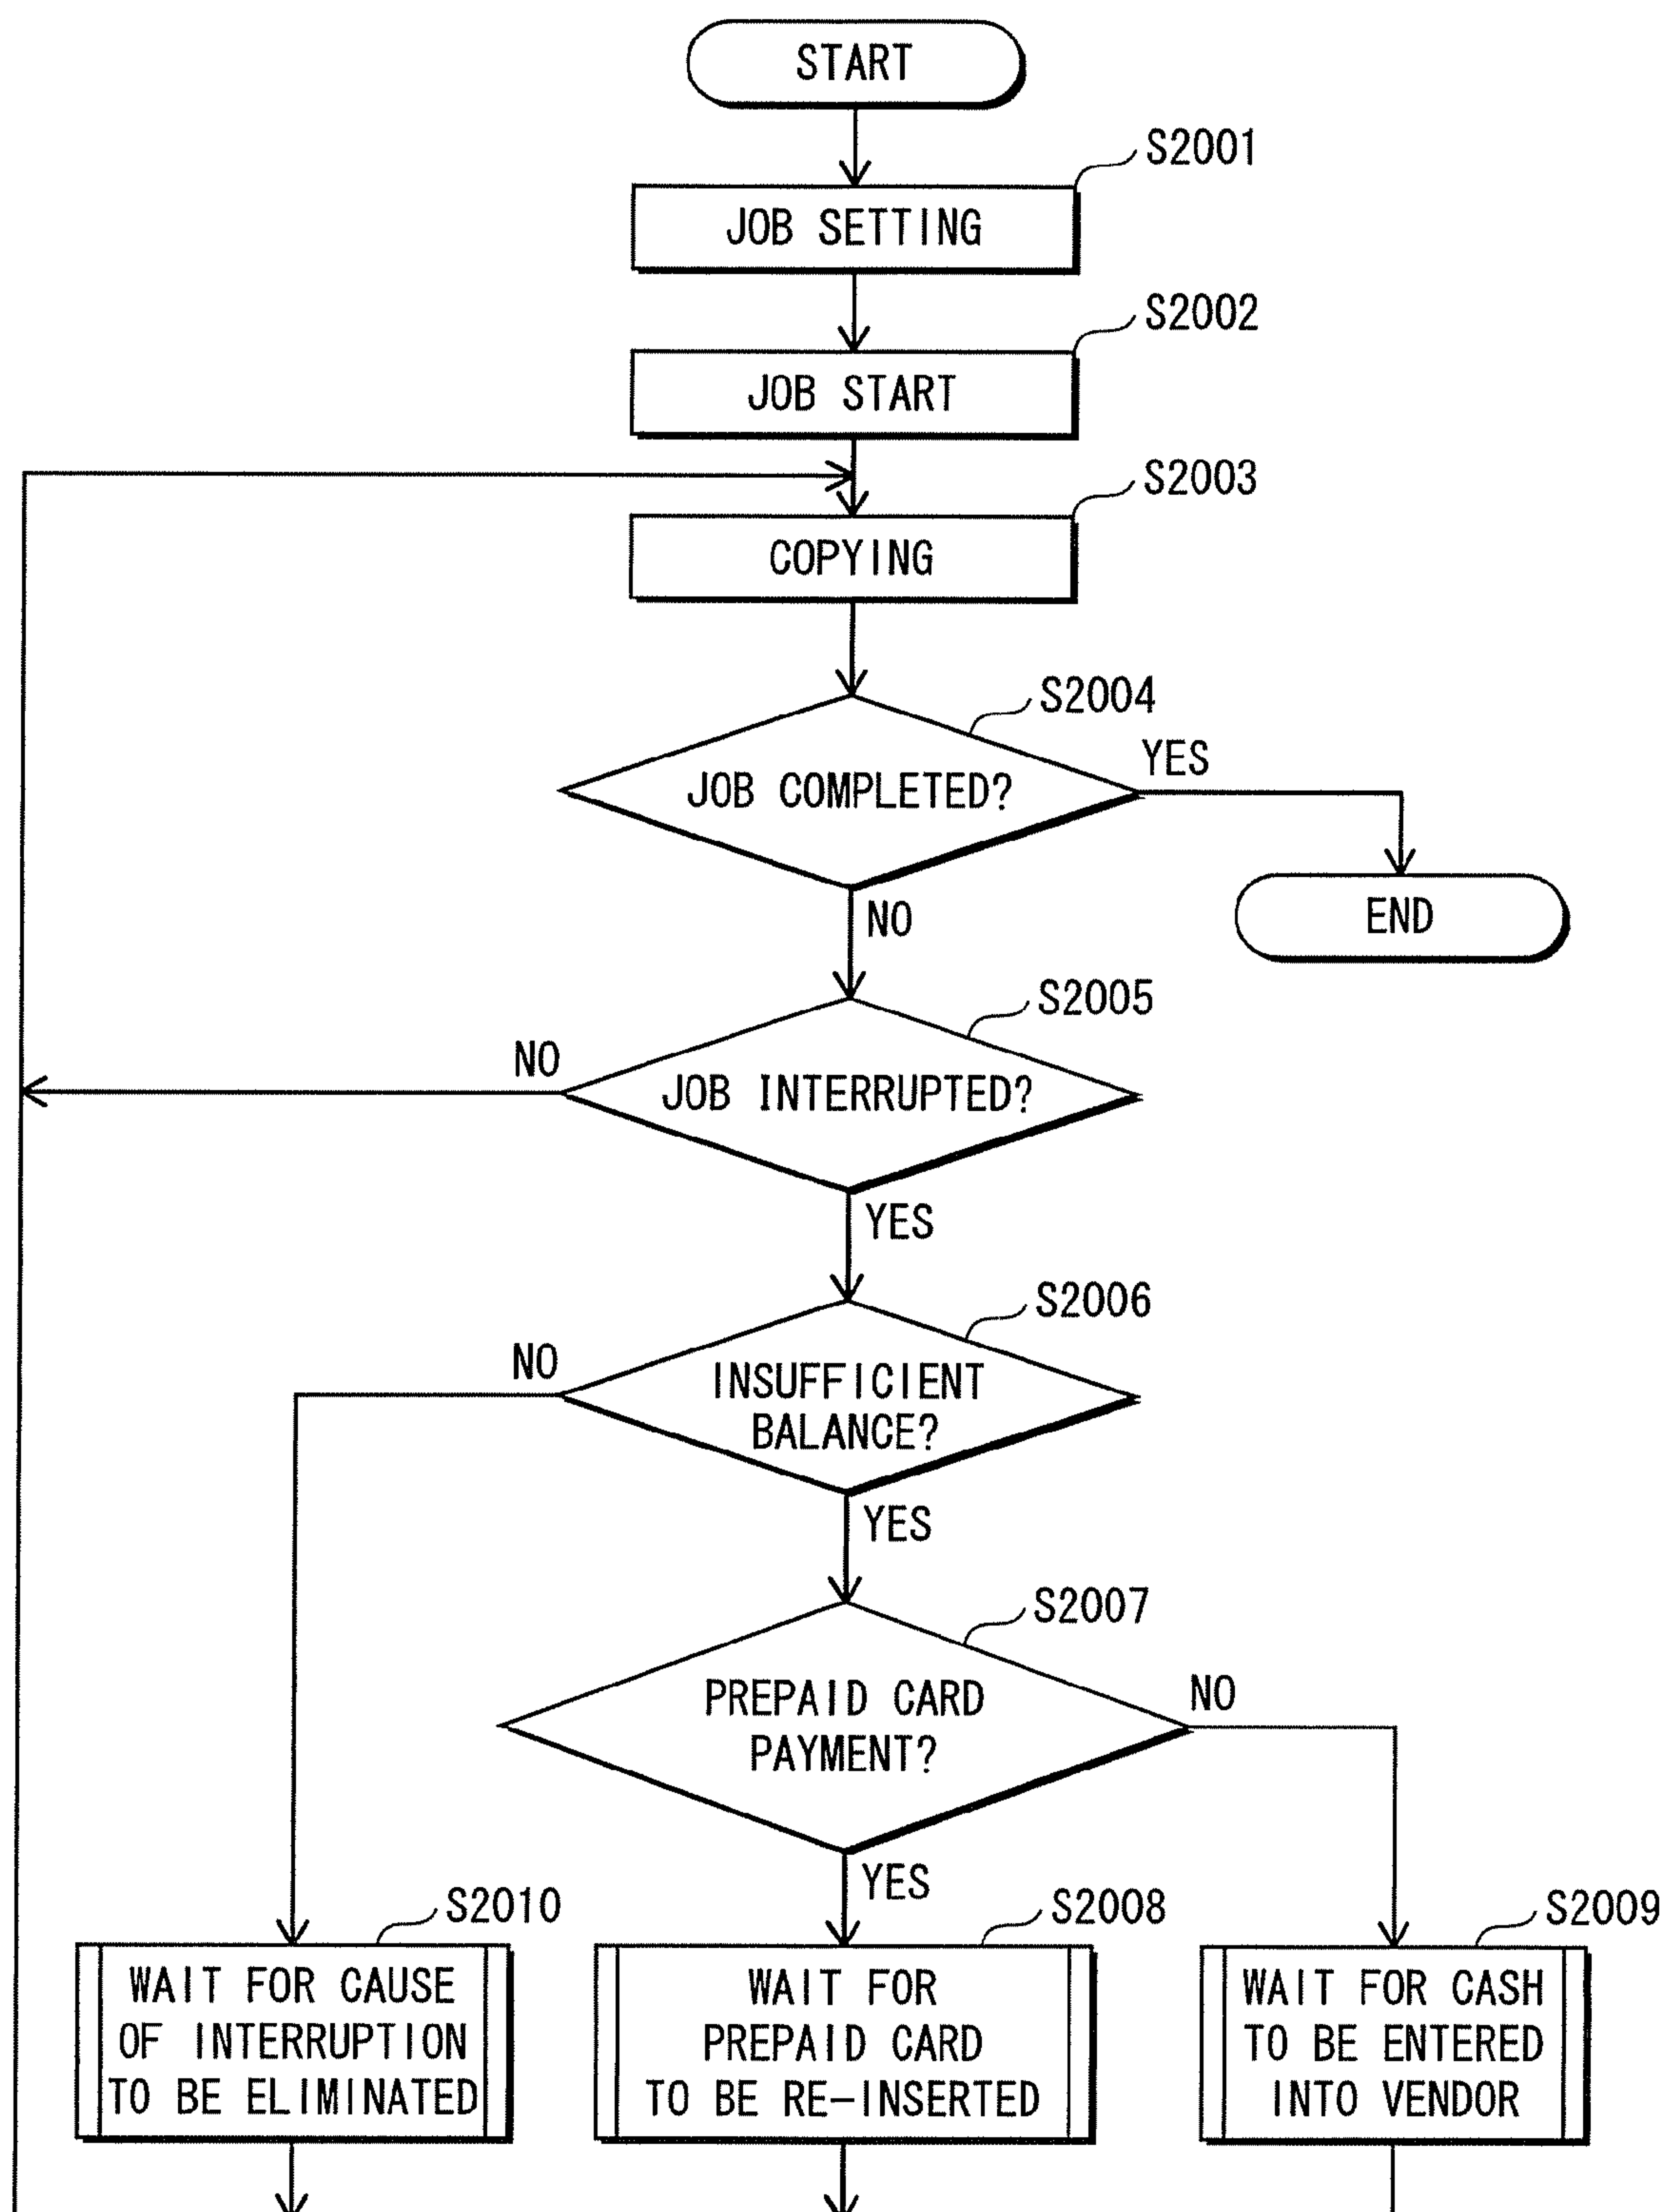 START
S2001
JOB SETTING
S2002
JOB START
S2003
COPYING
S2004
YES
JOB COMPLETED?
END
NO
S2005
NO
JOB INTERRUPTED?
YES
S2006
NO
INSUFFICIENT
BALANCE?
YES
S2007
NO
PREPAID CARD
PAYMENT?
YES
S2010
WAIT FOR CAUSE
OF INTERRUPTION
TO BE ELIMINATED
S2008
WAIT FOR
PREPAID CARD
TO BE RE-INSERTED
S2009
WAIT FOR CASH
TO BE ENTERED
INTO VENDOR